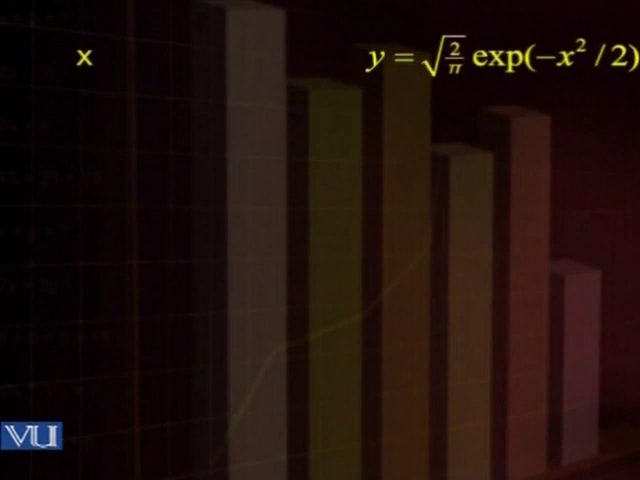 x y = √(2/π) exp(−x² / 2)
VU